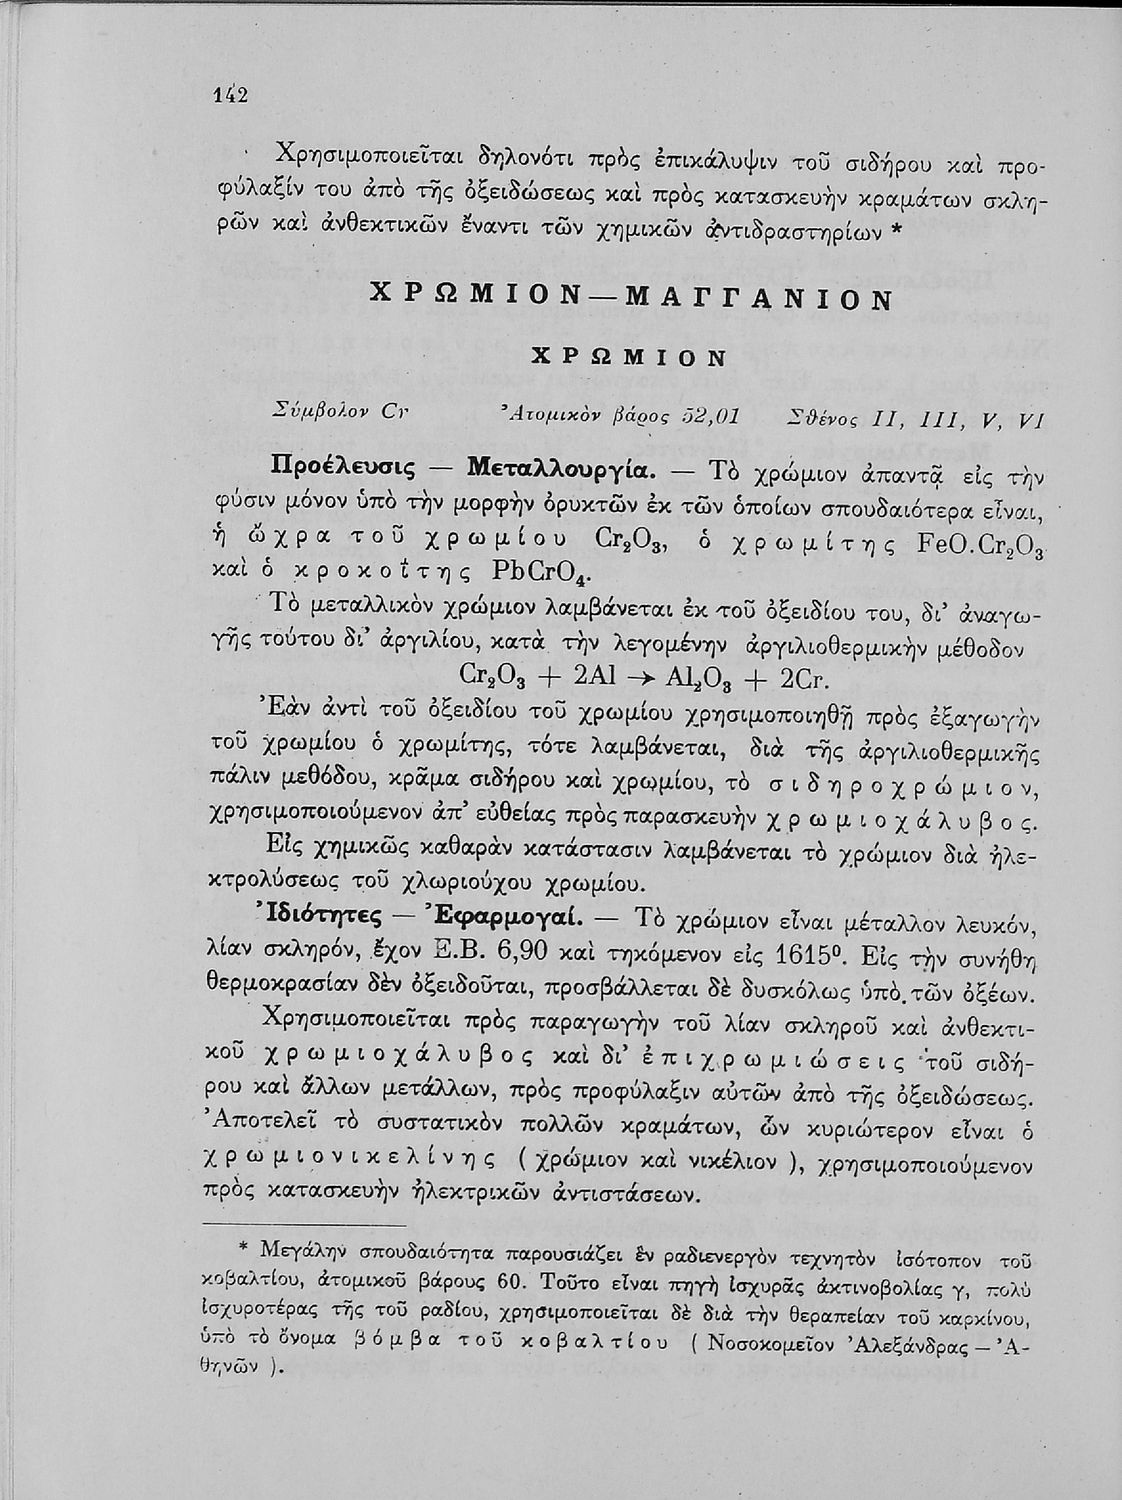 142
Χρησιμοποιεῖται δηλονότι πρὸς ἐπικάλυψιν τοῦ σιδήρου καὶ προ-
φύλαξίν του ἀπὸ τῆς ὀξειδώσεως καὶ πρὸς κατασκευὴν κραμάτων σκλη-
ρῶν καὶ ἀνθεκτικῶν ἔναντι τῶν χημικῶν ἀντιδραστηρίων *
ΧΡΩΜΙΟΝ—ΜΑΓΓΑΝΙΟΝ
ΧΡΩΜΙΟΝ
Σύμβολον Cr Ἀτομικὸν βάρος 52,01 Σθένος II, III, V, VI
Προέλευσις — Μεταλλουργία. — Τὸ χρώμιον ἀπαντᾷ εἰς τὴν
φύσιν μόνον ὑπὸ τὴν μορφὴν ὀρυκτῶν ἐκ τῶν ὁποίων σπουδαιότερα εἶναι,
ἡ ὤχρα τοῦ χρωμίου Cr₂O₃, ὁ χρωμίτης FeO.Cr₂O₃
καὶ ὁ κροκοΐτης PbCrO₄.
Τὸ μεταλλικὸν χρώμιον λαμβάνεται ἐκ τοῦ ὀξειδίου του, δι’ ἀναγω-
γῆς τούτου δι’ ἀργιλίου, κατὰ τὴν λεγομένην ἀργιλιοθερμικὴν μέθοδον
Cr₂O₃ + 2Al → Al₂O₃ + 2Cr.
Ἐὰν ἀντὶ τοῦ ὀξειδίου τοῦ χρωμίου χρησιμοποιηθῇ πρὸς ἐξαγωγὴν
τοῦ χρωμίου ὁ χρωμίτης, τότε λαμβάνεται, διὰ τῆς ἀργιλιοθερμικῆς
πάλιν μεθόδου, κρᾶμα σιδήρου καὶ χρωμίου, τὸ σιδηροχρώμιον,
χρησιμοποιούμενον ἀπ’ εὐθείας πρὸς παρασκευὴν χρωμιοχάλυβος.
Εἰς χημικῶς καθαρὰν κατάστασιν λαμβάνεται τὸ χρώμιον διὰ ἠλε-
κτρολύσεως τοῦ χλωριούχου χρωμίου.
Ἰδιότητες — Ἐφαρμογαί. — Τὸ χρώμιον εἶναι μέταλλον λευκόν,
λίαν σκληρόν, ἔχον Ε.Β. 6,90 καὶ τηκόμενον εἰς 1615⁰. Εἰς τὴν συνήθη
θερμοκρασίαν δὲν ὀξειδοῦται, προσβάλλεται δὲ δυσκόλως ὑπὸ τῶν ὀξέων.
Χρησιμοποιεῖται πρὸς παραγωγὴν τοῦ λίαν σκληροῦ καὶ ἀνθεκτι-
κοῦ χρωμιοχάλυβος καὶ δι’ ἐπιχρωμιώσεις τοῦ σιδή-
ρου καὶ ἄλλων μετάλλων, πρὸς προφύλαξιν αὐτῶν ἀπὸ τῆς ὀξειδώσεως.
Ἀποτελεῖ τὸ συστατικὸν πολλῶν κραμάτων, ὧν κυριώτερον εἶναι ὁ
χρωμιονικελίνης ( χρώμιον καὶ νικέλιον ), χρησιμοποιούμενον
πρὸς κατασκευὴν ἠλεκτρικῶν ἀντιστάσεων.
* Μεγάλην σπουδαιότητα παρουσιάζει ἓν ραδιενεργὸν τεχνητὸν ἰσότοπον τοῦ
κοβαλτίου, ἀτομικοῦ βάρους 60. Τοῦτο εἶναι πηγὴ ἰσχυρᾶς ἀκτινοβολίας γ, πολὺ
ἰσχυροτέρας τῆς τοῦ ραδίου, χρησιμοποιεῖται δὲ διὰ τὴν θεραπείαν τοῦ καρκίνου,
ὑπὸ τὸ ὄνομα βόμβα τοῦ κοβαλτίου ( Νοσοκομεῖον Ἀλεξάνδρας — Ἀ-
θηνῶν ).